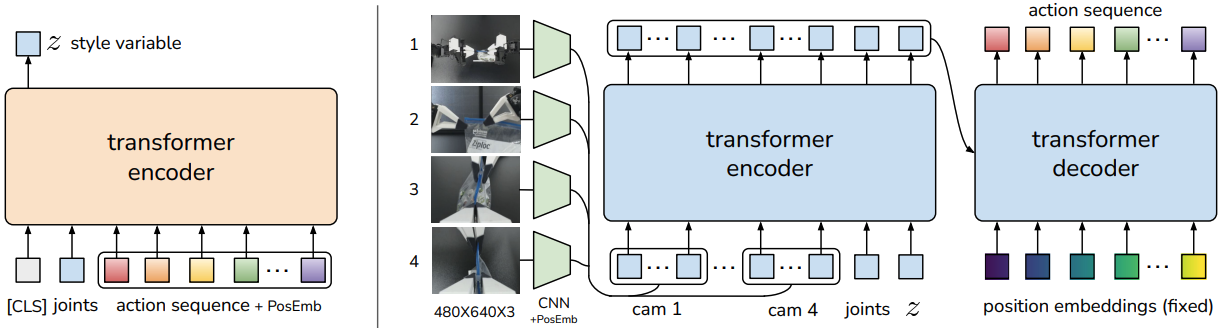 z style variable
transformer
encoder
[CLS] joints action sequence + PosEmb
1
2
3
4
Ziploc
480X640X3
CNN
+PosEmb
transformer
encoder
cam 1
cam 4
joints
z
action sequence
transformer
decoder
position embeddings (fixed)